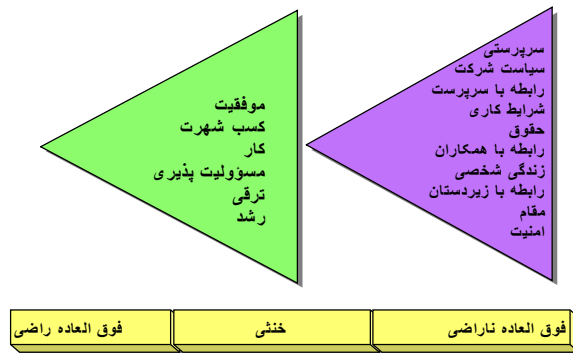 سرپرستی
سیاست شرکت
رابطه با سرپرست
شرایط کاری
حقوق
رابطه با همکاران
زندگی شخصی
رابطه با زیردستان
مقام
امنیت
موفقیت
کسب شهرت
کار
مسؤولیت پذیری
ترقی
رشد
فوق العاده ناراضی
خنثی
فوق العاده راضی